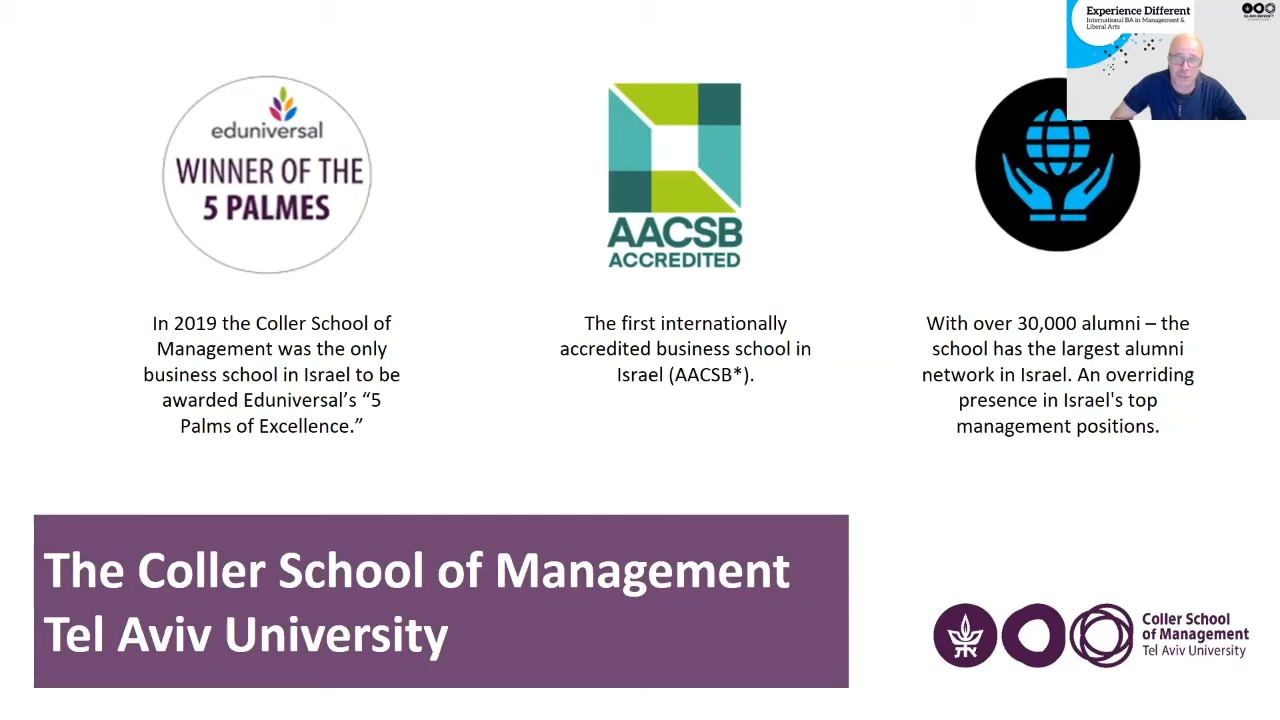 Experience Different
International BA in Management &
Liberal Arts
eduniversal
WINNER OF THE
5 PALMES
AACSB
ACCREDITED
In 2019 the Coller School of
Management was the only
business school in Israel to be
awarded Eduniversal’s “5
Palms of Excellence.”
The first internationally
accredited business school in
Israel (AACSB*).
With over 30,000 alumni – the
school has the largest alumni
network in Israel. An overriding
presence in Israel's top
management positions.
The Coller School of Management
Tel Aviv University
Coller School
of Management
Tel Aviv University